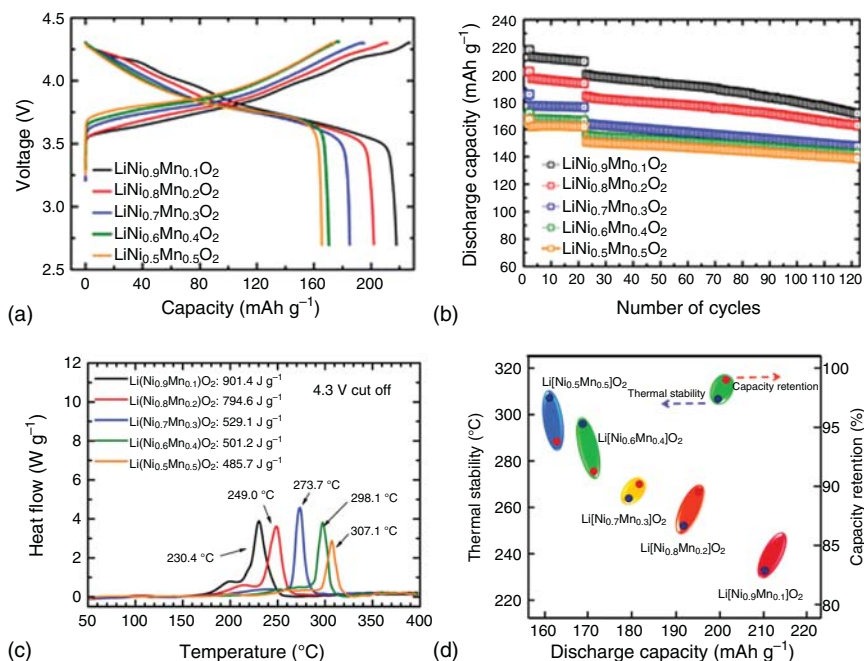 4.5
4.0
3.5
3.0
2.5
Voltage (V)
LiNi0.9Mn0.1O2
LiNi0.8Mn0.2O2
LiNi0.7Mn0.3O2
LiNi0.6Mn0.4O2
LiNi0.5Mn0.5O2
0 40 80 120 160 200
Capacity (mAh g–1)
(a)
220
200
180
160
140
120
100
80
60
Discharge capacity (mAh g–1)
LiNi0.9Mn0.1O2
LiNi0.8Mn0.2O2
LiNi0.7Mn0.3O2
LiNi0.6Mn0.4O2
LiNi0.5Mn0.5O2
0 10 20 30 40 50 60 70 80 90 100 110 120
Number of cycles
(b)
12
10
8
6
4
2
0
Heat flow (W g–1)
Li(Ni0.9Mn0.1)O2: 901.4 J g–1
Li(Ni0.8Mn0.2)O2: 794.6 J g–1
Li(Ni0.7Mn0.3)O2: 529.1 J g–1
Li(Ni0.6Mn0.4)O2: 501.2 J g–1
Li(Ni0.5Mn0.5)O2: 485.7 J g–1
4.3 V cut off
273.7 °C
249.0 °C
298.1 °C
307.1 °C
230.4 °C
50 100 150 200 250 300 350 400
Temperature (°C)
(c)
320
300
280
260
240
220
Thermal stability (°C)
100
95
90
85
80
Capacity retention (%)
Li[Ni0.5Mn0.5]O2
Thermal stability
Capacity retention
Li[Ni0.6Mn0.4]O2
Li[Ni0.7Mn0.3]O2
Li[Ni0.8Mn0.2]O2
Li[Ni0.9Mn0.1]O2
160 170 180 190 200 210 220
Discharge capacity (mAh g–1)
(d)